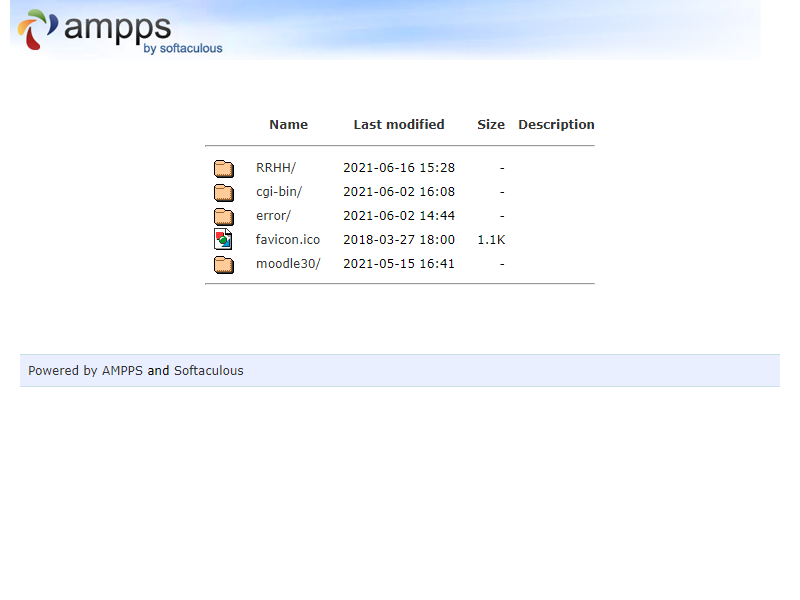 ampps
by softaculous
Name Last modified Size Description
RRHH/ 2021-06-16 15:28 -
cgi-bin/ 2021-06-02 16:08 -
error/ 2021-06-02 14:44 -
favicon.ico 2018-03-27 18:00 1.1K
moodle30/ 2021-05-15 16:41 -
Powered by AMPPS and Softaculous